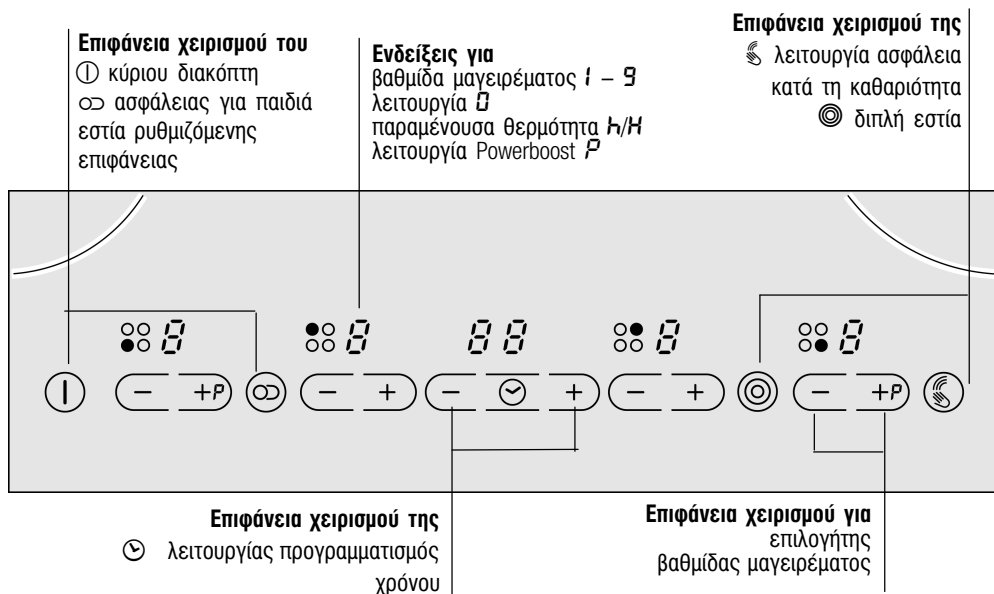 Επιφάνεια χειρισμού του
κύριου διακόπτη
ασφάλειας για παιδιά
εστία ρυθμιζόμενης
επιφάνειας
Ενδείξεις για
βαθμίδα μαγειρέματος 1 – 9
λειτουργία 0
παραμένουσα θερμότητα h/H
λειτουργία Powerboost P
Επιφάνεια χειρισμού της
λειτουργία ασφάλεια
κατά τη καθαριότητα
διπλή εστία
8 8 8 8 8 8
− +P − + − + − + − +P
Επιφάνεια χειρισμού της
λειτουργίας προγραμματισμός
χρόνου
Επιφάνεια χειρισμού για
επιλογήτης
βαθμίδας μαγειρέματος